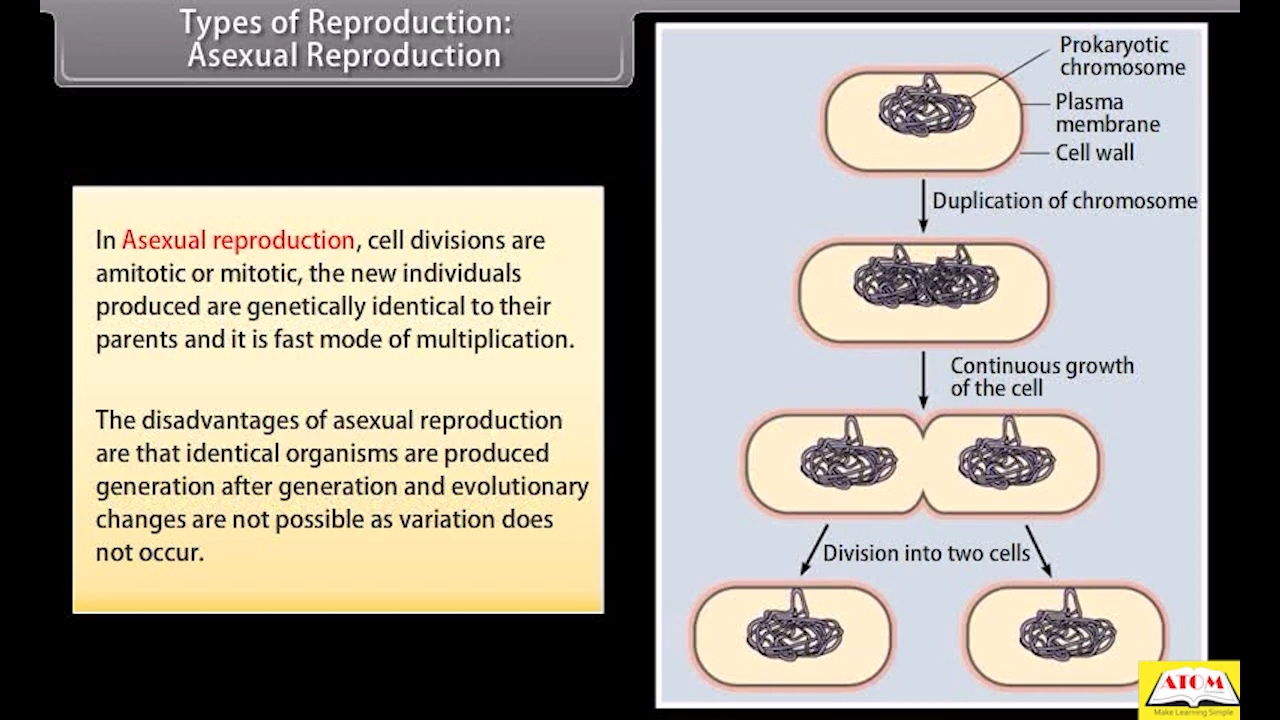 Types of Reproduction:
Asexual Reproduction
In Asexual reproduction, cell divisions are
amitotic or mitotic, the new individuals
produced are genetically identical to their
parents and it is fast mode of multiplication.
The disadvantages of asexual reproduction
are that identical organisms are produced
generation after generation and evolutionary
changes are not possible as variation does
not occur.
Prokaryotic
chromosome
Plasma
membrane
Cell wall
Duplication of chromosome
Continuous growth
of the cell
Division into two cells
ATOM
Make Learning Simple